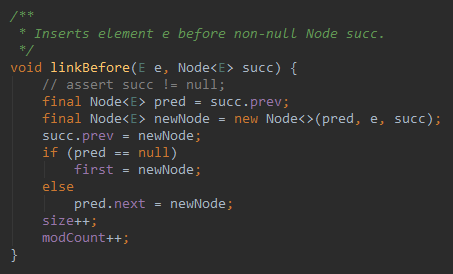 /**
 * Inserts element e before non-null Node succ.
 */
void linkBefore(E e, Node<E> succ) {
    // assert succ != null;
    final Node<E> pred = succ.prev;
    final Node<E> newNode = new Node<>(pred, e, succ);
    succ.prev = newNode;
    if (pred == null)
        first = newNode;
    else
        pred.next = newNode;
    size++;
    modCount++;
}